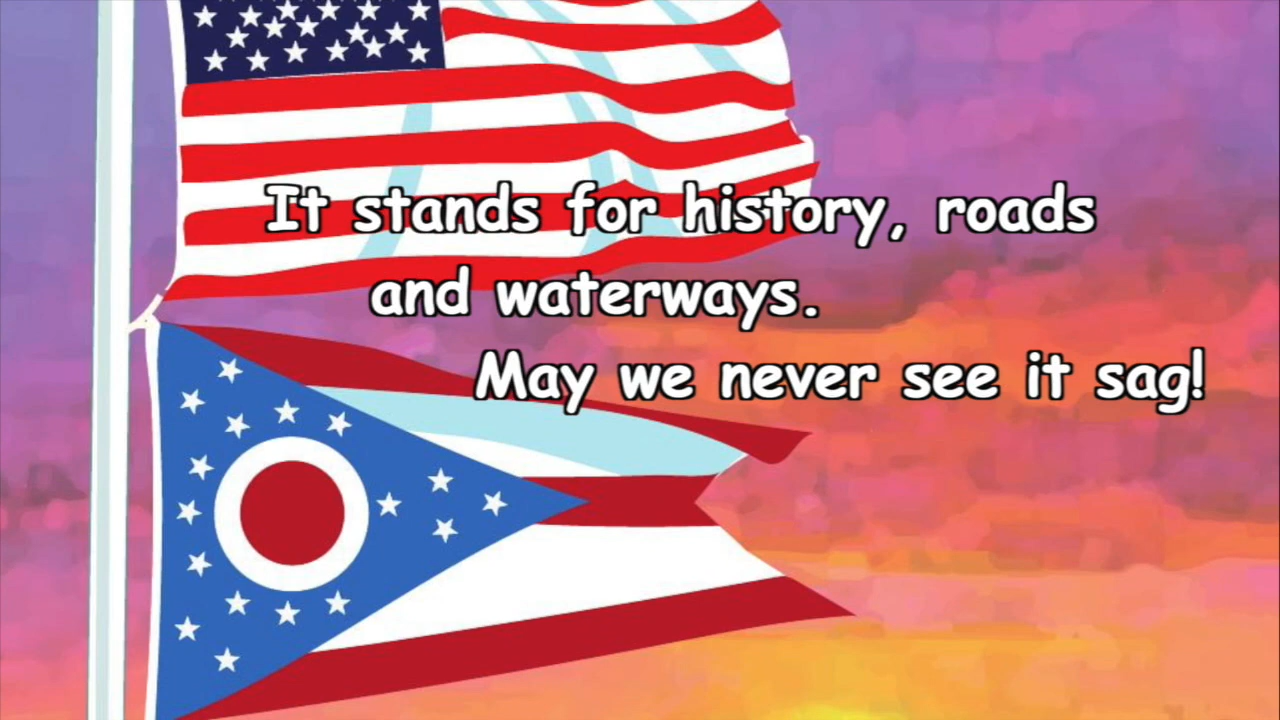 It stands for history, roads
and waterways.
May we never see it sag!